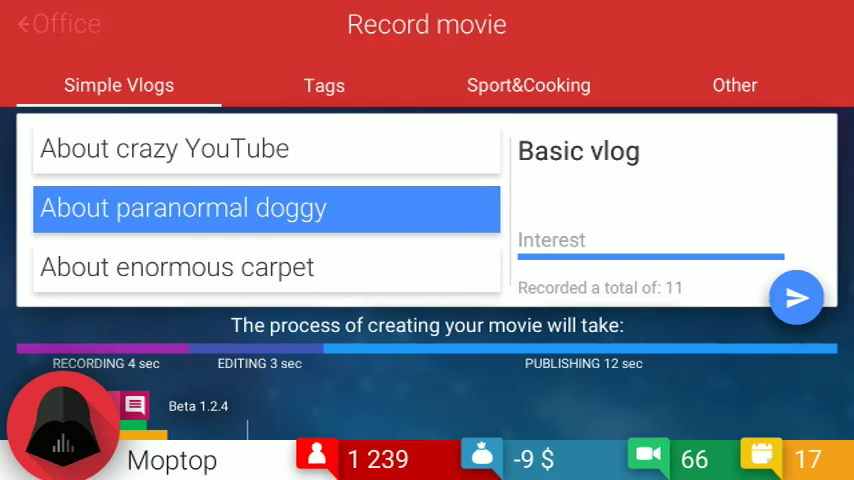 Office
Record movie
Simple Vlogs
Tags
Sport&Cooking
Other
About crazy YouTube
About paranormal doggy
About enormous carpet
Basic vlog
Interest
Recorded a total of: 11
The process of creating your movie will take:
RECORDING 4 sec
EDITING 3 sec
PUBLISHING 12 sec
Beta 1.2.4
Moptop
1 239
-9 $
66
17